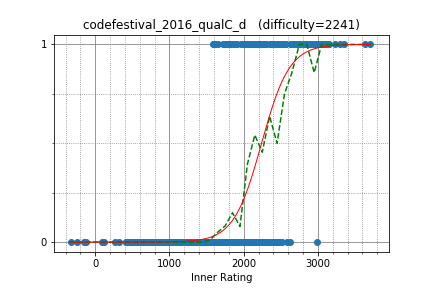 codefestival_2016_qualC_d (difficulty=2241)
1
0
0 1000 2000 3000
Inner Rating